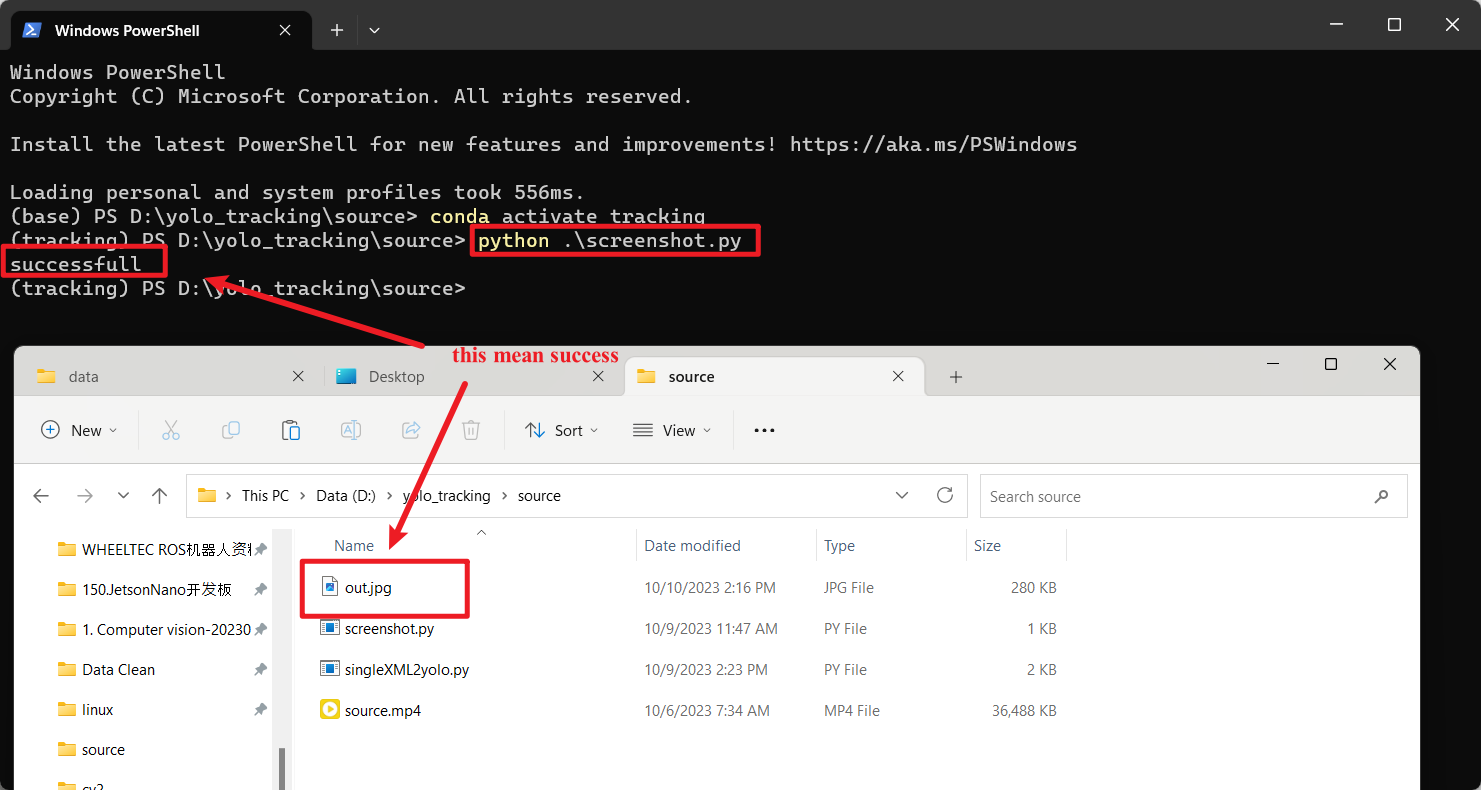 Windows PowerShell
Windows PowerShell
Copyright (C) Microsoft Corporation. All rights reserved.
Install the latest PowerShell for new features and improvements! https://aka.ms/PSWindows
Loading personal and system profiles took 556ms.
(base) PS D:\yolo_tracking\source> conda activate tracking
(tracking) PS D:\yolo_tracking\source> python .\screenshot.py
successfull
(tracking) PS D:\yolo_tracking\source>
this mean success
data Desktop source
New Sort View
This PC Data (D:) yolo_tracking source
Search source
Name Date modified Type Size
WHEELTEC ROS机器人资
150.JetsonNano开发板
1. Computer vision-20230
Data Clean
linux
source
cv2
out.jpg 10/10/2023 2:16 PM JPG File 280 KB
screenshot.py 10/9/2023 11:47 AM PY File 1 KB
singleXML2yolo.py 10/9/2023 2:23 PM PY File 2 KB
source.mp4 10/6/2023 7:34 AM MP4 File 36,488 KB